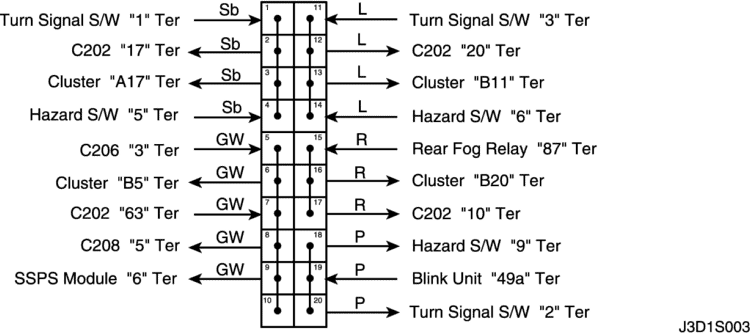 Turn Signal S/W "1" Ter Sb 1 11 L Turn Signal S/W "3" Ter
C202 "17" Ter Sb 2 12 L C202 "20" Ter
Cluster "A17" Ter Sb 3 13 L Cluster "B11" Ter
Hazard S/W "5" Ter Sb 4 14 L Hazard S/W "6" Ter
C206 "3" Ter GW 5 15 R Rear Fog Relay "87" Ter
Cluster "B5" Ter GW 6 16 R Cluster "B20" Ter
C202 "63" Ter GW 7 17 R C202 "10" Ter
C208 "5" Ter GW 8 18 P Hazard S/W "9" Ter
SSPS Module "6" Ter GW 9 19 P Blink Unit "49a" Ter
10 20 P Turn Signal S/W "2" Ter
J3D1S003